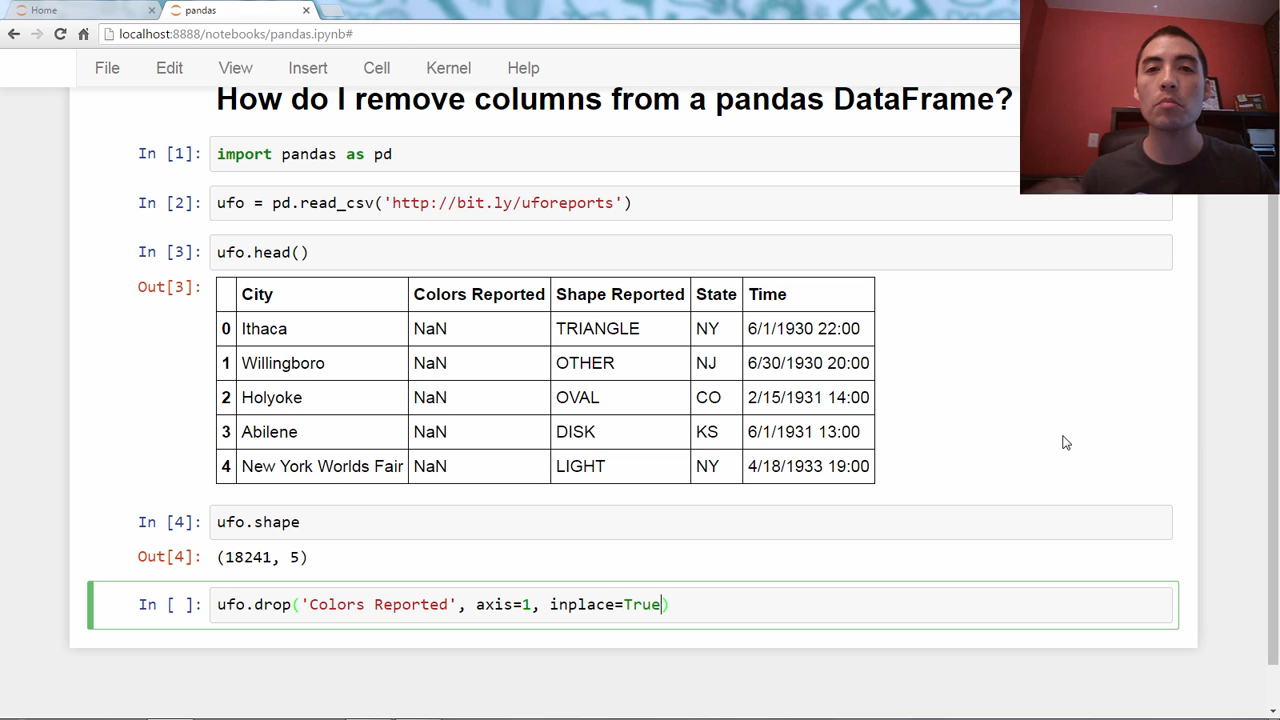 Home
pandas
localhost:8888/notebooks/pandas.ipynb#
File Edit View Insert Cell Kernel Help
How do I remove columns from a pandas DataFrame?
In [1]: import pandas as pd
In [2]: ufo = pd.read_csv('http://bit.ly/uforeports')
In [3]: ufo.head()
Out[3]:
City Colors Reported Shape Reported State Time
0 Ithaca NaN TRIANGLE NY 6/1/1930 22:00
1 Willingboro NaN OTHER NJ 6/30/1930 20:00
2 Holyoke NaN OVAL CO 2/15/1931 14:00
3 Abilene NaN DISK KS 6/1/1931 13:00
4 New York Worlds Fair NaN LIGHT NY 4/18/1933 19:00
In [4]: ufo.shape
Out[4]: (18241, 5)
In [ ]: ufo.drop('Colors Reported', axis=1, inplace=True)